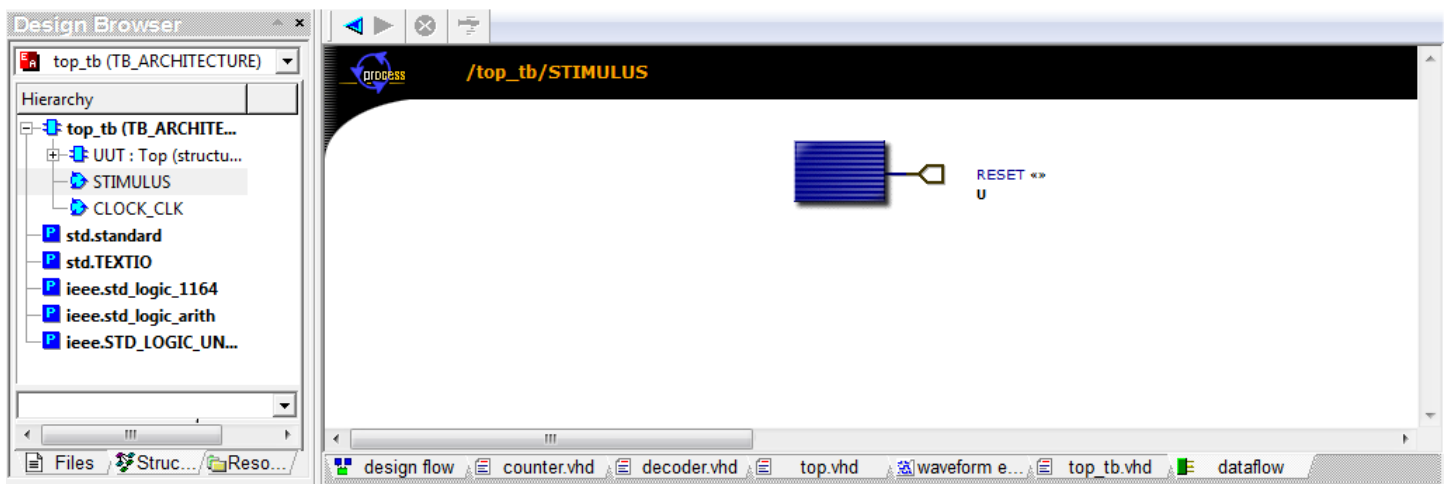 Design Browser
top_tb (TB_ARCHITECTURE)
Hierarchy
top_tb (TB_ARCHITE...
UUT : Top (structu...
STIMULUS
CLOCK_CLK
std.standard
std.TEXTIO
ieee.std_logic_1164
ieee.std_logic_arith
ieee.STD_LOGIC_UN...
Files
Struc...
Reso...
process
/top_tb/STIMULUS
RESET «»
U
design flow
counter.vhd
decoder.vhd
top.vhd
waveform e...
top_tb.vhd
dataflow